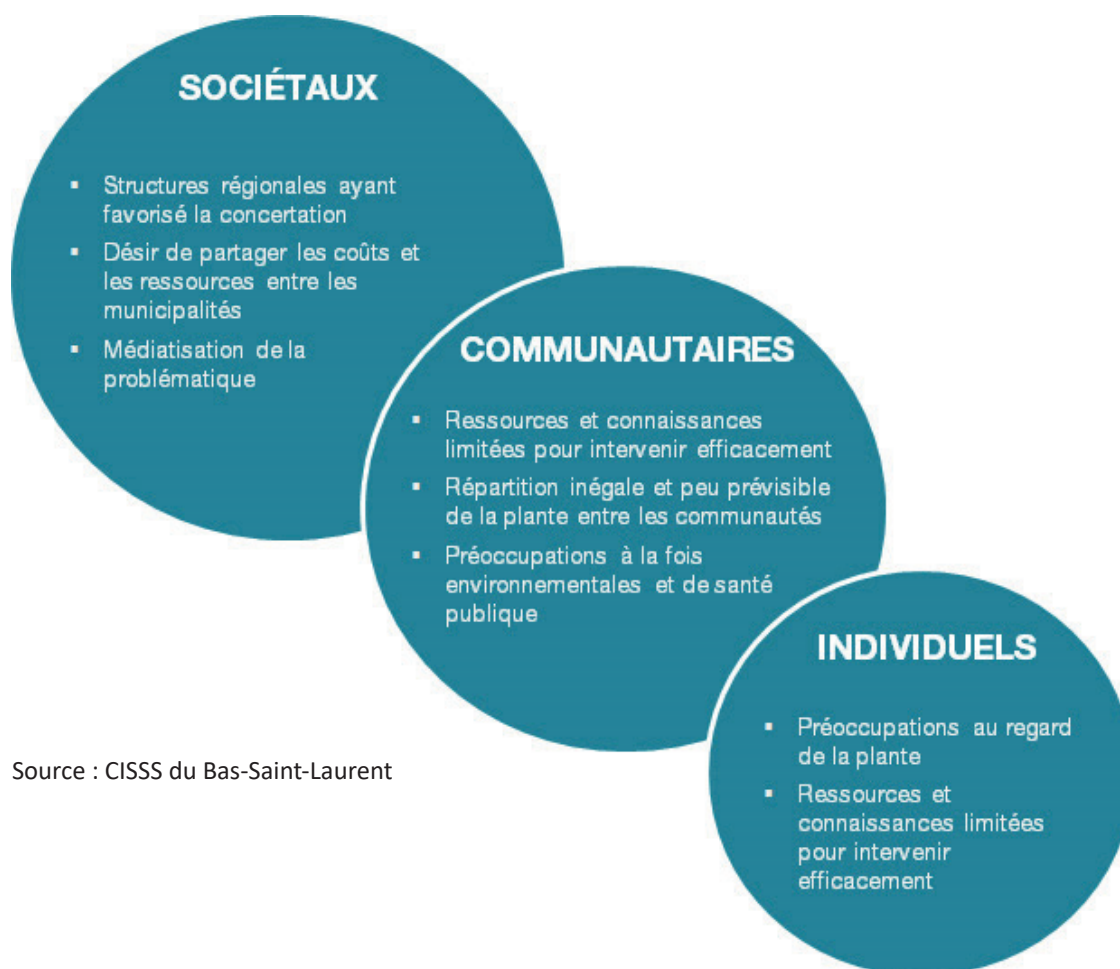 SOCIÉTAUX
▪ Structures régionales ayant
favorisé la concertation
▪ Désir de partager les coûts et
les ressources entre les
municipalités
▪ Médiatisation de la
problématique
COMMUNAUTAIRES
▪ Ressources et connaissances
limitées pour intervenir efficacement
▪ Répartition inégale et peu prévisible
de la plante entre les communautés
▪ Préoccupations à la fois
environnementales et de santé
publique
INDIVIDUELS
▪ Préoccupations au regard
de la plante
▪ Ressources et
connaissances limitées
pour intervenir
efficacement
Source : CISSS du Bas-Saint-Laurent